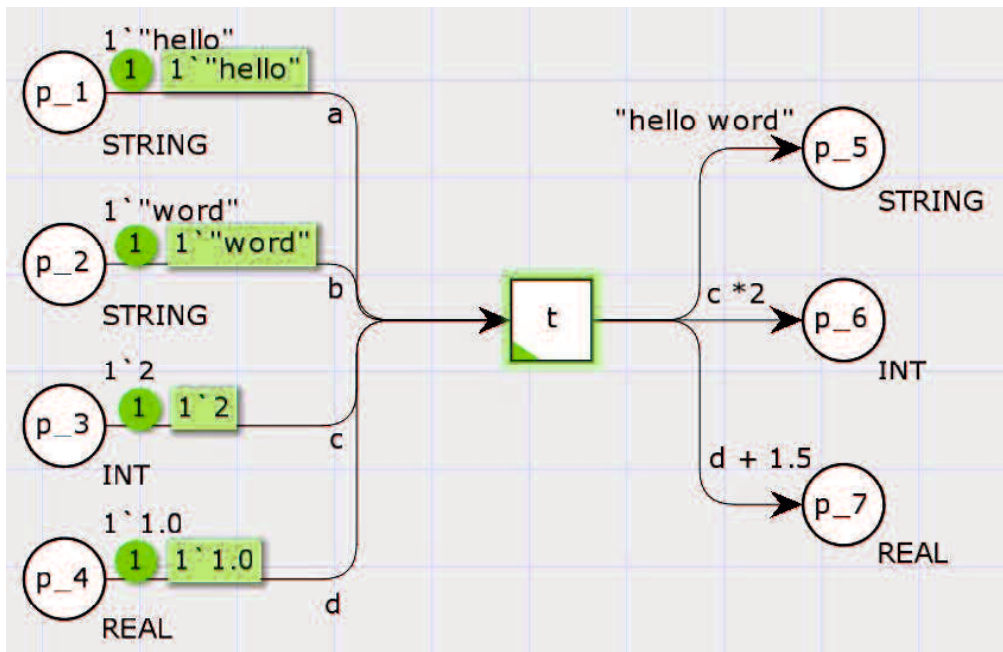 1`"hello"
1 1`"hello"
p_1
a
STRING
"hello word"
p_5
STRING
1`"word"
1 1`"word"
p_2
b
STRING
t
c *2
p_6
INT
1`2
1 1`2
p_3
c
INT
d + 1.5
p_7
REAL
1`1.0
1 1`1.0
p_4
d
REAL